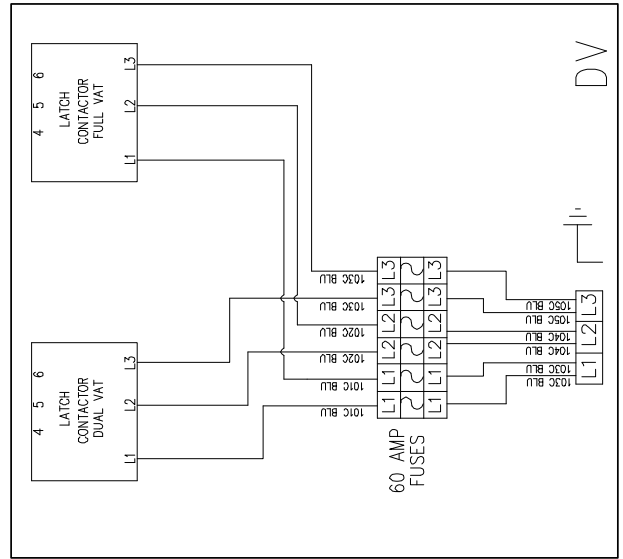 4 5 6
LATCH
CONTACTOR
FULL VAT
L1 L2 L3
4 5 6
LATCH
CONTACTOR
DUAL VAT
L1 L2 L3
103C BLU
103C BLU
102C BLU
102C BLU
101C BLU
101C BLU
L1 L1 L2 L2 L3 L3
L1 L1 L2 L2 L3 L3
60 AMP
FUSES
105C BLU
105C BLU
104C BLU
104C BLU
103C BLU
103C BLU
L1 L2 L3
DV